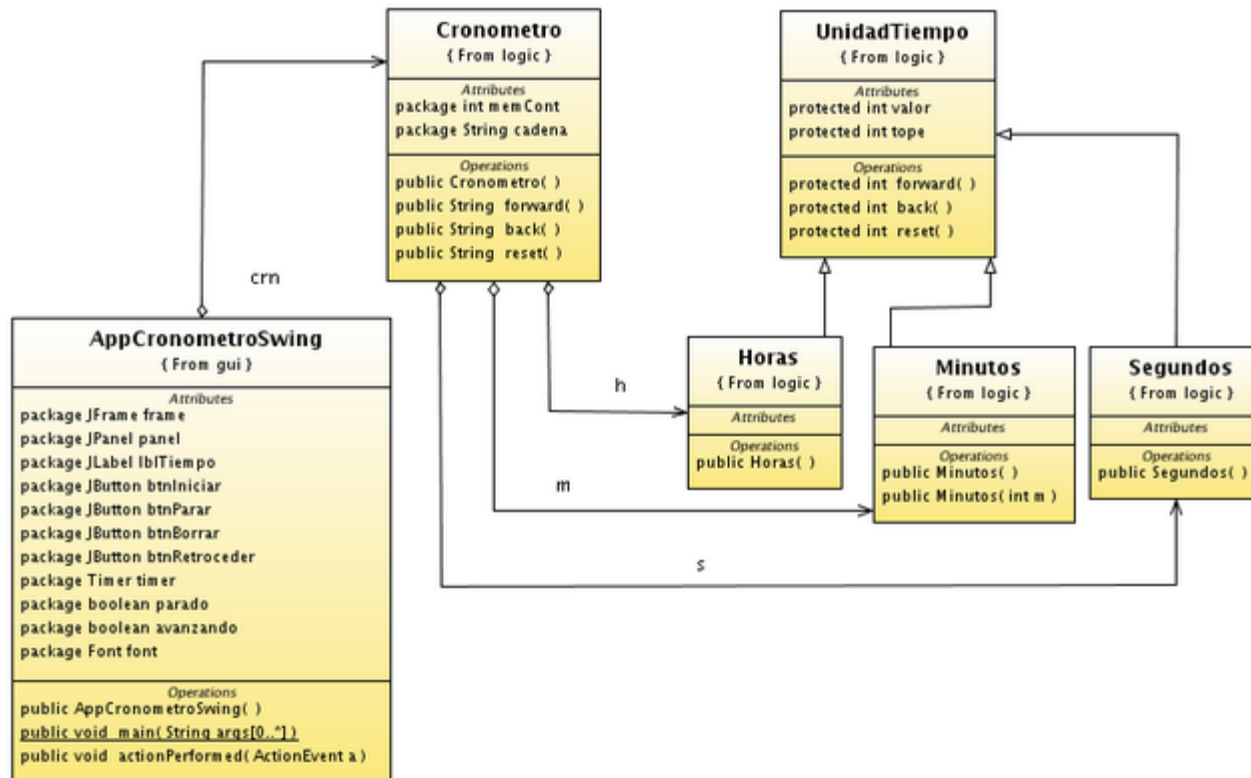 Cronometro
{ From logic }
Attributes
package int memCont
package String cadena
Operations
public Cronometro( )
public String forward( )
public String back( )
public String reset( )
UnidadTiempo
{ From logic }
Attributes
protected int valor
protected int tope
Operations
protected int forward( )
protected int back( )
protected int reset( )
crn
AppCronometroSwing
{ From gui }
Attributes
package JFrame frame
package JPanel panel
package JLabel lblTiempo
package JButton btnIniciar
package JButton btnParar
package JButton btnBorrar
package JButton btnRetroceder
package Timer timer
package boolean parado
package boolean avanzando
package Font font
Operations
public AppCronometroSwing( )
public void main( String args[0..*] )
public void actionPerformed( ActionEvent a )
h
m
s
Horas
{ From logic }
Attributes
Operations
public Horas( )
Minutos
{ From logic }
Attributes
Operations
public Minutos( )
public Minutos( int m )
Segundos
{ From logic }
Attributes
Operations
public Segundos( )